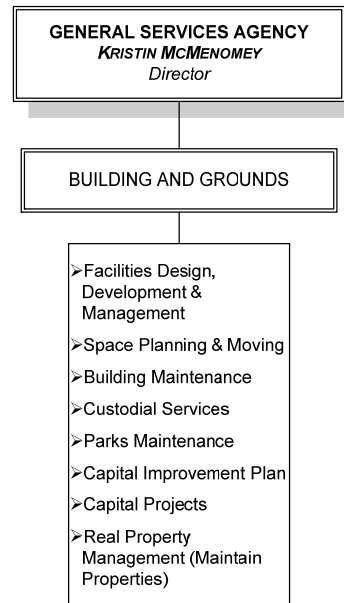 GENERAL SERVICES AGENCY
KRISTIN MCMENOMEY
Director
BUILDING AND GROUNDS
➢Facilities Design,
Development &
Management
➢Space Planning & Moving
➢Building Maintenance
➢Custodial Services
➢Parks Maintenance
➢Capital Improvement Plan
➢Capital Projects
➢Real Property
Management (Maintain
Properties)